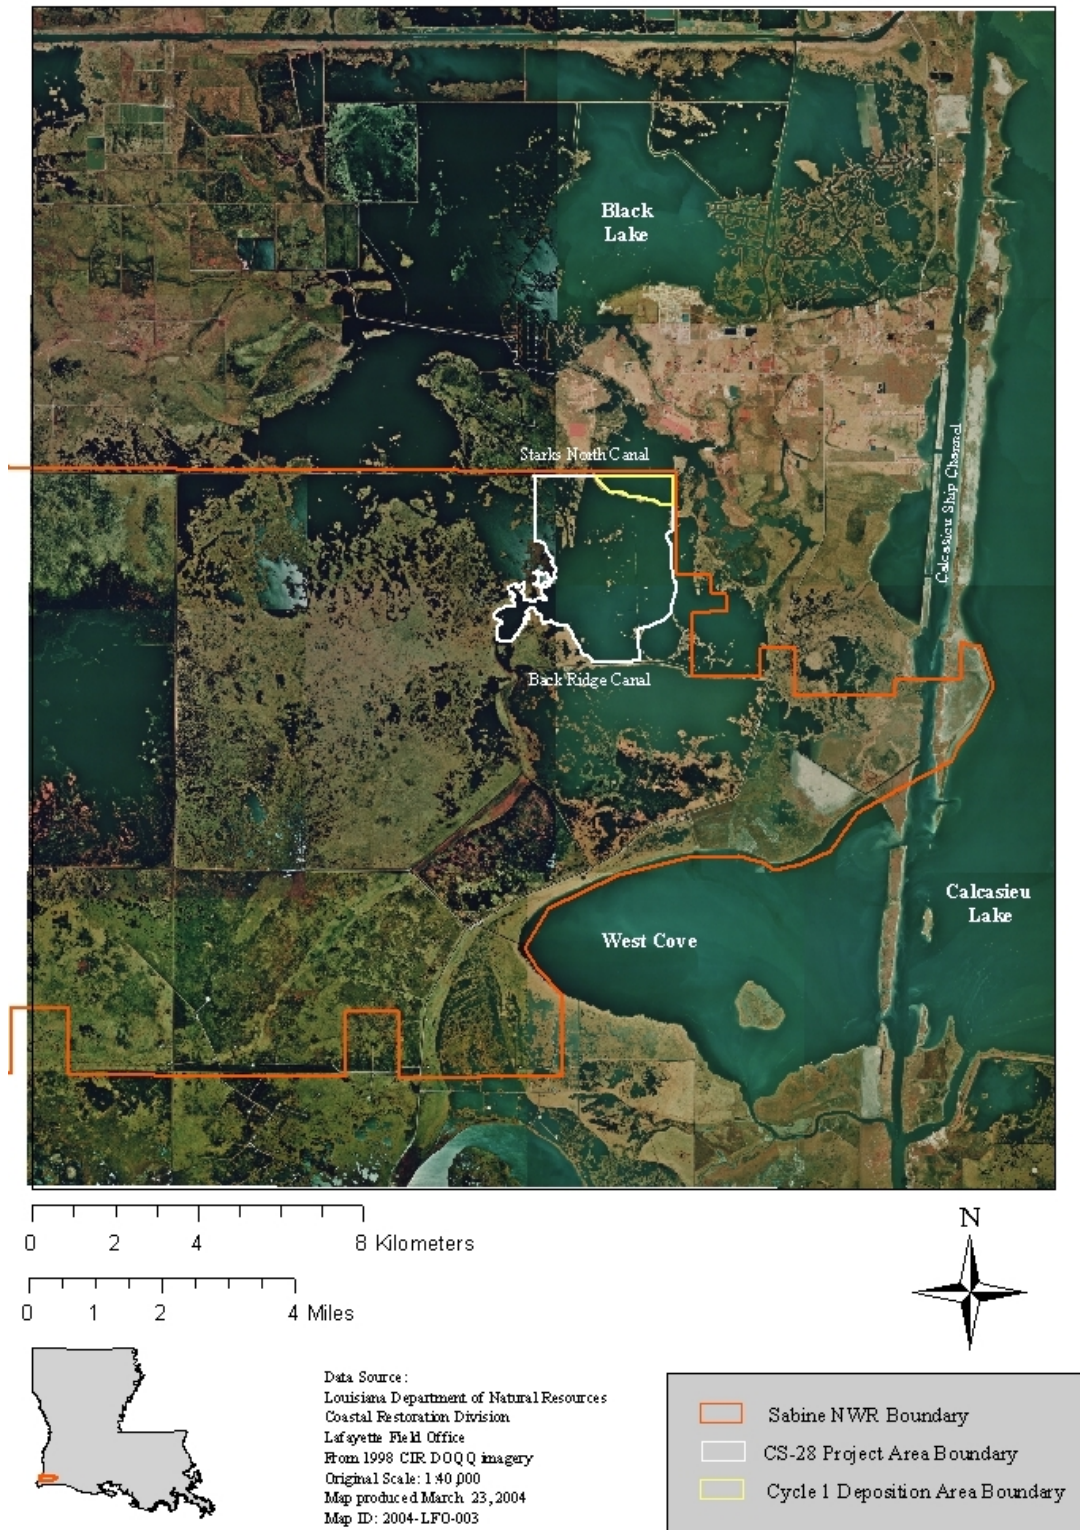 Black
Lake
Starks North Canal
Calcasieu Ship Channel
Back Ridge Canal
Calcasieu
Lake
West Cove
0 2 4 8 Kilometers
0 1 2 4 Miles
N
Data Source:
Louisiana Department of Natural Resources
Coastal Restoration Division
Lafayette Field Office
From 1998 CIR DOQQ imagery
Original Scale: 1:40,000
Map produced March 23, 2004
Map ID: 2004-LFO-003
Sabine NWR Boundary
CS-28 Project Area Boundary
Cycle 1 Deposition Area Boundary